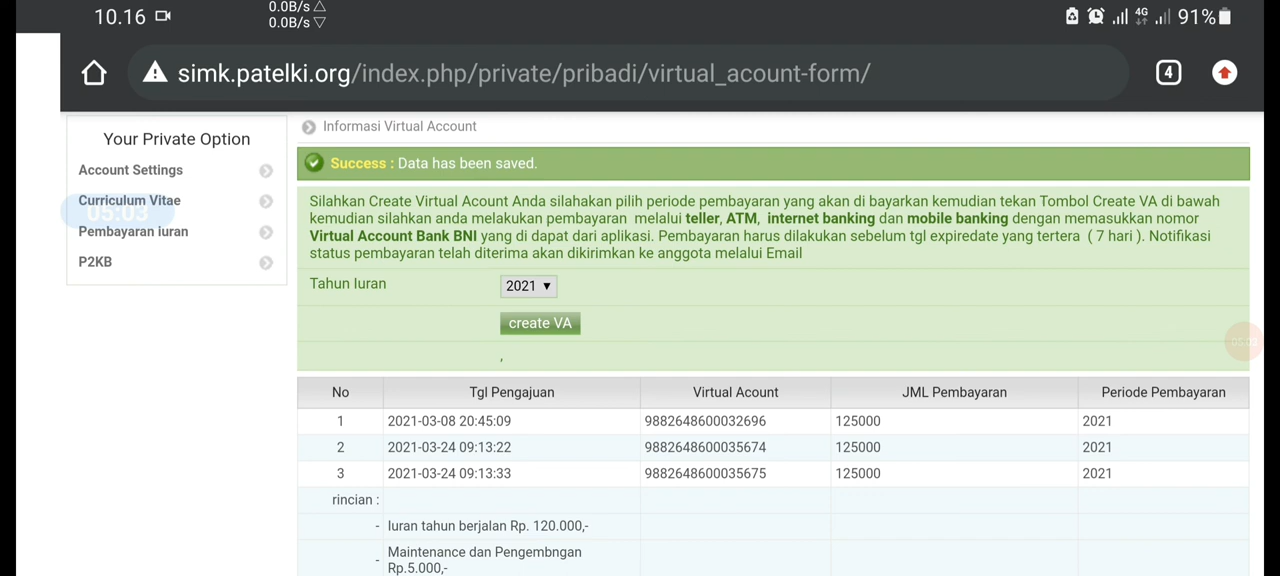 10.16
0.0B/s △
0.0B/s ▽
4G
91%
simk.patelki.org/index.php/private/pribadi/virtual_acount-form/
4
Your Private Option
Account Settings
Curriculum Vitae
05:03
Pembayaran iuran
P2KB
Informasi Virtual Account
Success : Data has been saved.
Silahkan Create Virtual Acount Anda silahakan pilih periode pembayaran yang akan di bayarkan kemudian tekan Tombol Create VA di bawah
kemudian silahkan anda melakukan pembayaran melalui teller, ATM, internet banking dan mobile banking dengan memasukkan nomor
Virtual Account Bank BNI yang di dapat dari aplikasi. Pembayaran harus dilakukan sebelum tgl expiredate yang tertera ( 7 hari ). Notifikasi
status pembayaran telah diterima akan dikirimkan ke anggota melalui Email
Tahun Iuran 2021 ▼
create VA
,
05:03
No Tgl Pengajuan Virtual Acount JML Pembayaran Periode Pembayaran
1 2021-03-08 20:45:09 9882648600032696 125000 2021
2 2021-03-24 09:13:22 9882648600035674 125000 2021
3 2021-03-24 09:13:33 9882648600035675 125000 2021
rincian :
- Iuran tahun berjalan Rp. 120.000,-
- Maintenance dan Pengembngan
Rp.5.000,-